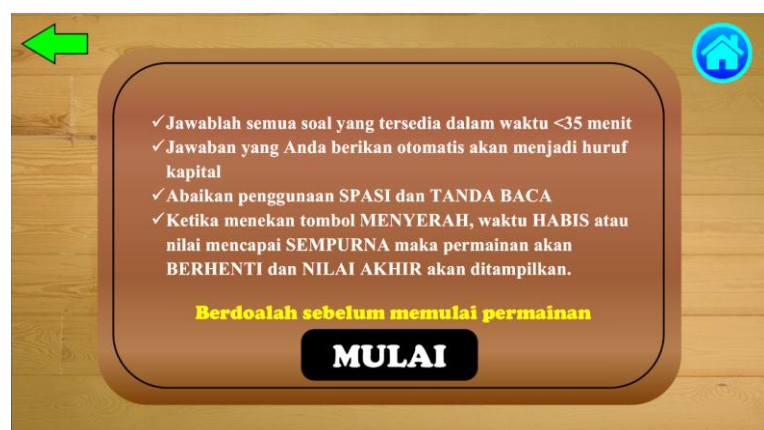 ✓Jawablah semua soal yang tersedia dalam waktu <35 menit
✓Jawaban yang Anda berikan otomatis akan menjadi huruf
kapital
✓Abaikan penggunaan SPASI dan TANDA BACA
✓Ketika menekan tombol MENYERAH, waktu HABIS atau
nilai mencapai SEMPURNA maka permainan akan
BERHENTI dan NILAI AKHIR akan ditampilkan.
Berdoalah sebelum memulai permainan
MULAI